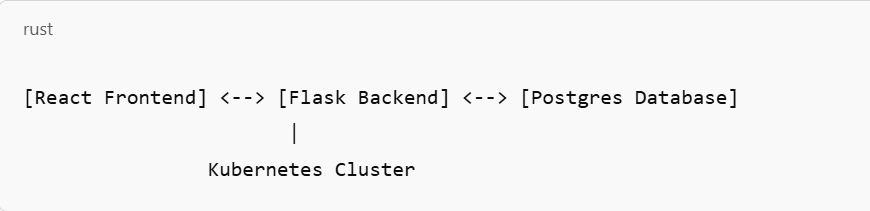 rust
[React Frontend] <--> [Flask Backend] <--> [Postgres Database]
|
Kubernetes Cluster